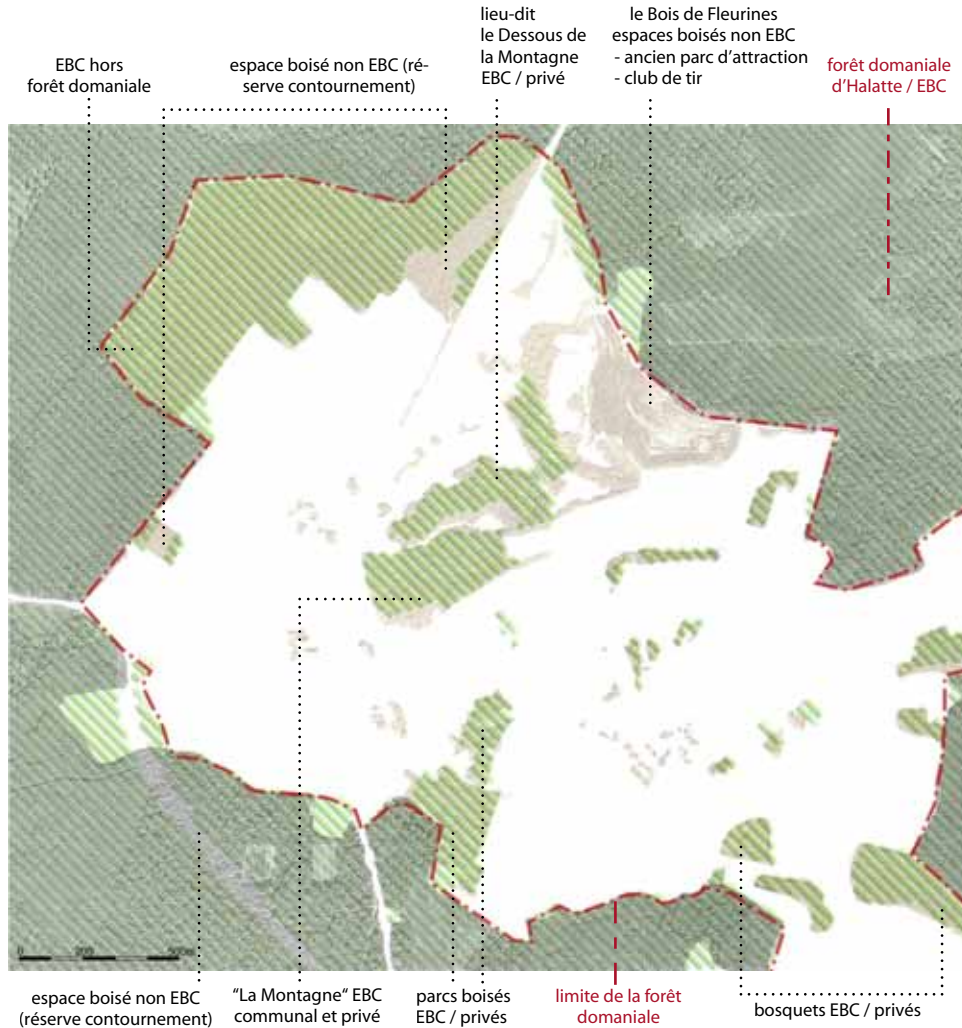 lieu-dit
le Dessous de
la Montagne
EBC / privé
le Bois de Fleurines
espaces boisés non EBC
- ancien parc d'attraction
- club de tir
EBC hors
forêt domaniale
espace boisé non EBC (ré-
serve contournement)
forêt domaniale
d'Halatte / EBC
0 200 500m
espace boisé non EBC
(réserve contournement)
"La Montagne" EBC
communal et privé
parcs boisés
EBC / privés
limite de la forêt
domaniale
bosquets EBC / privés